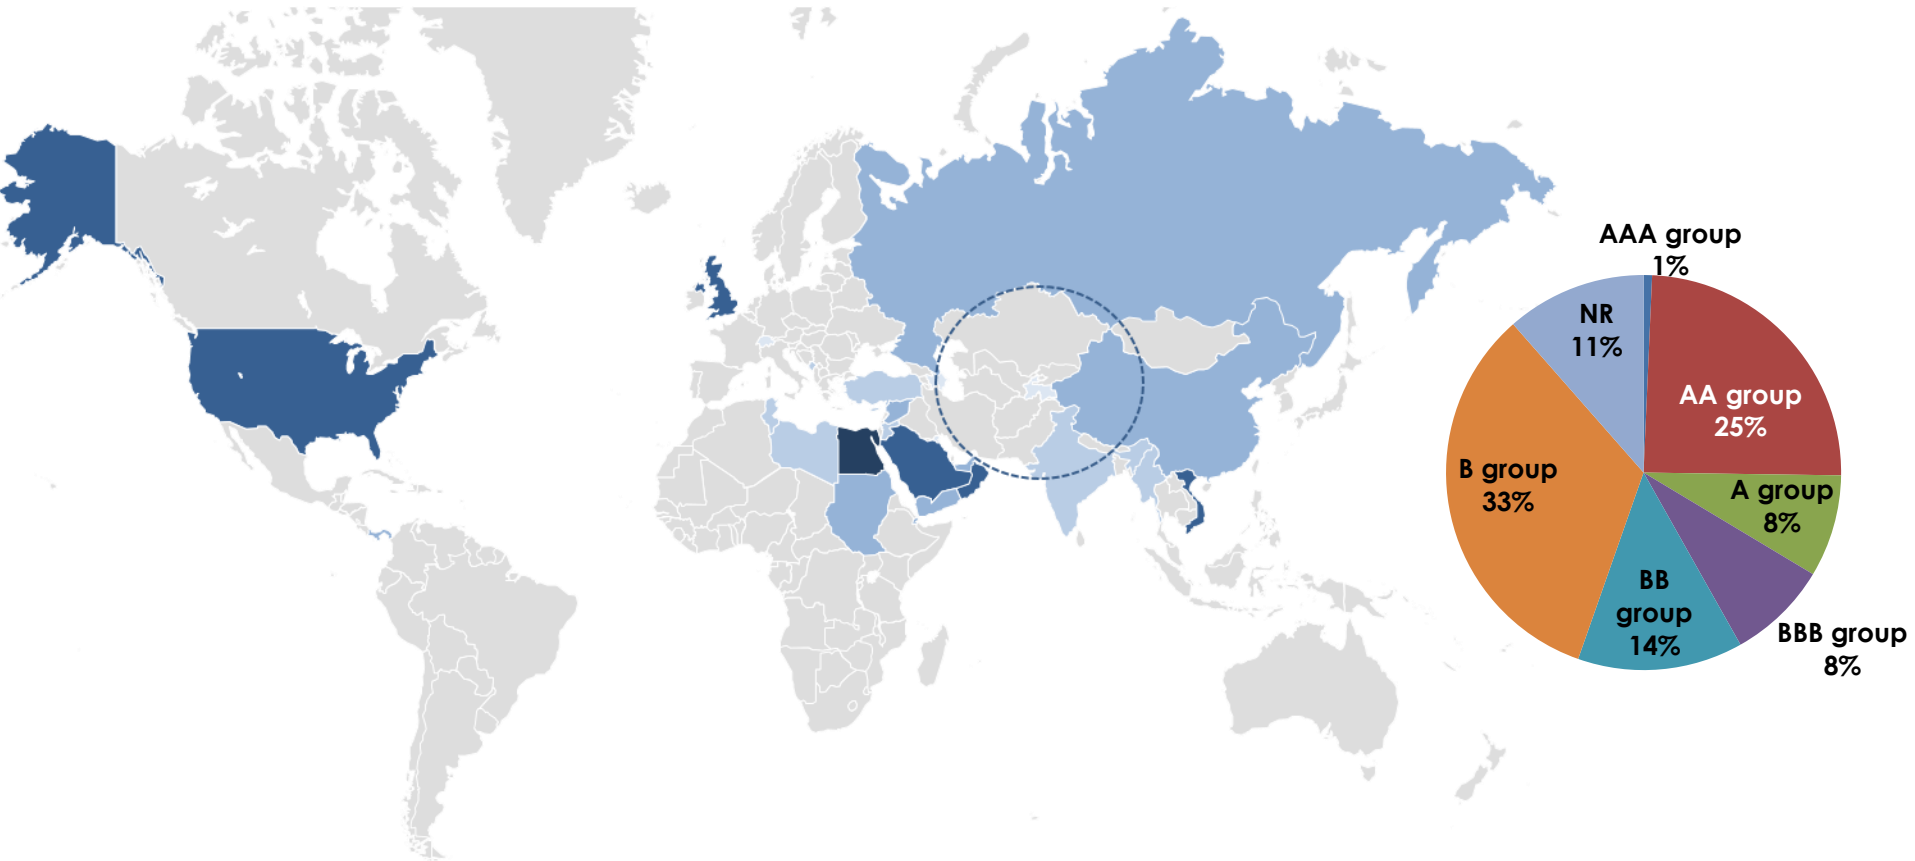 AAA group
1%
NR
11%
AA group
25%
B group
33%
A group
8%
BB
group
14%
BBB group
8%